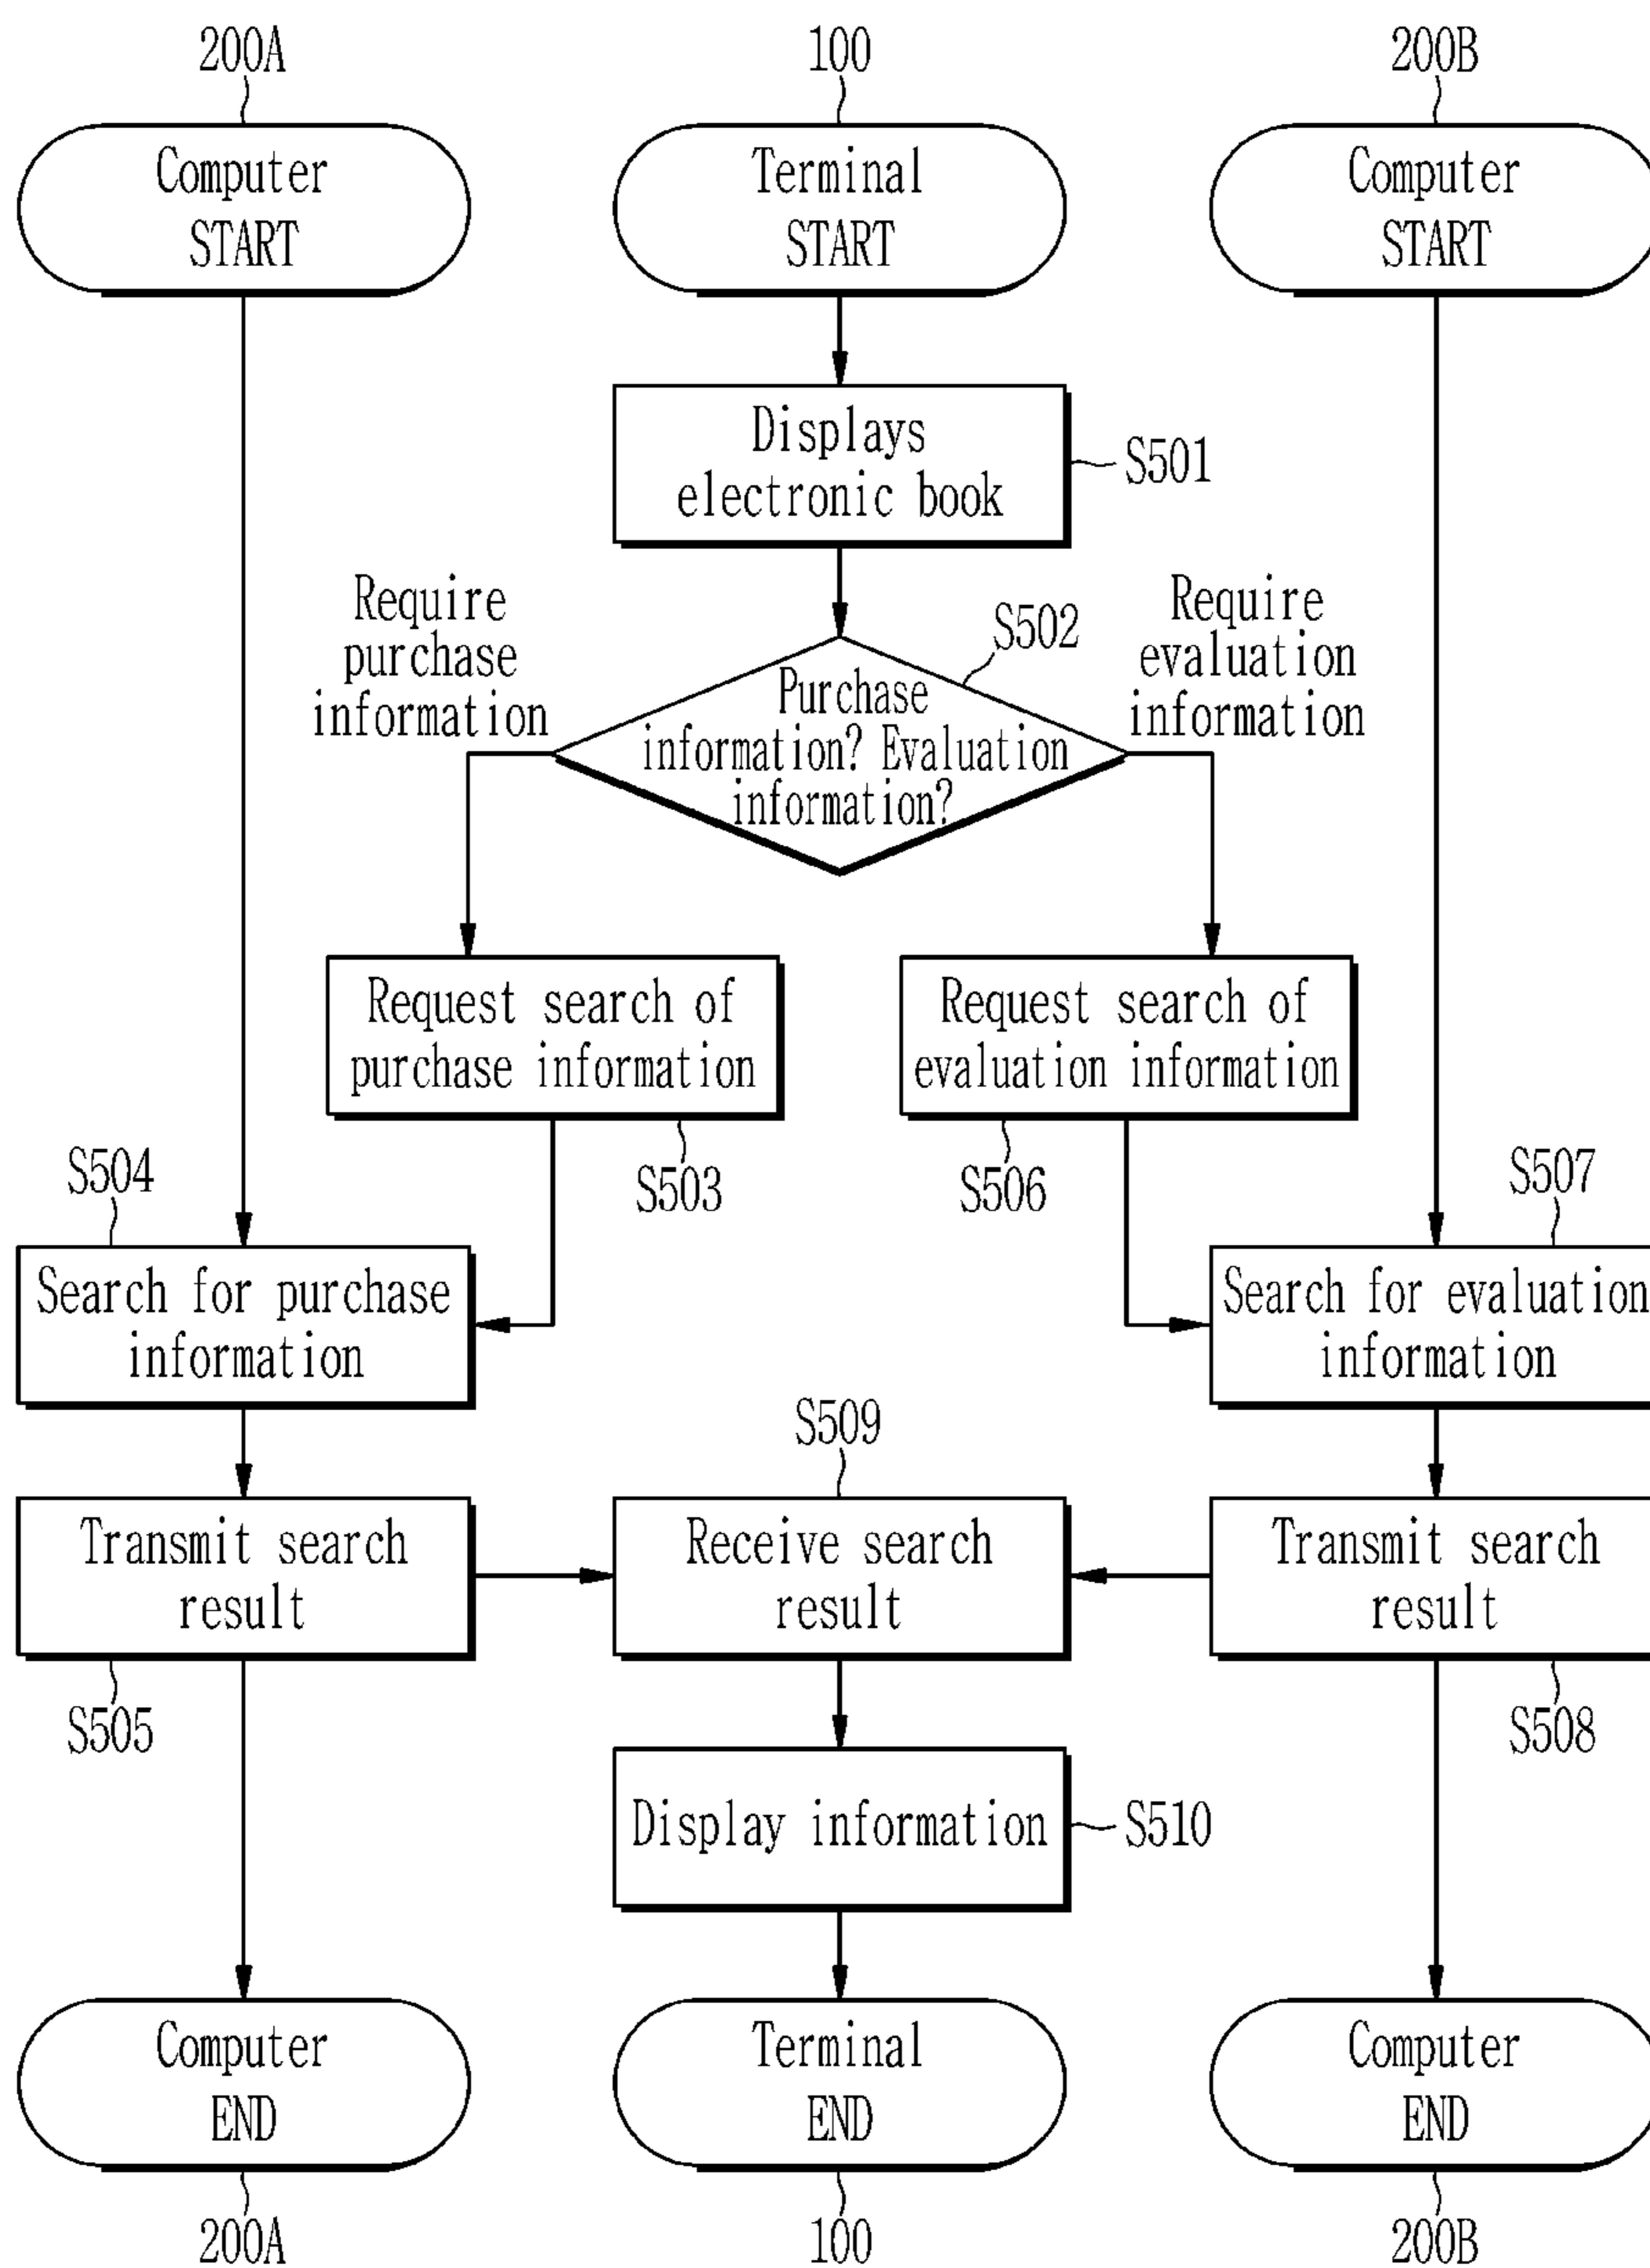 200A
100
200B
Computer
START
Terminal
START
Computer
START
Displays
electronic book
S501
Require
purchase
information
S502
Require
evaluation
information
Purchase
information? Evaluation
information?
Request search of
purchase information
Request search of
evaluation information
S503
S506
S504
S507
Search for purchase
information
Search for evaluation
information
S509
Transmit search
result
Receive search
result
Transmit search
result
S505
S508
Display information
S510
Computer
END
Terminal
END
Computer
END
200A
100
200B